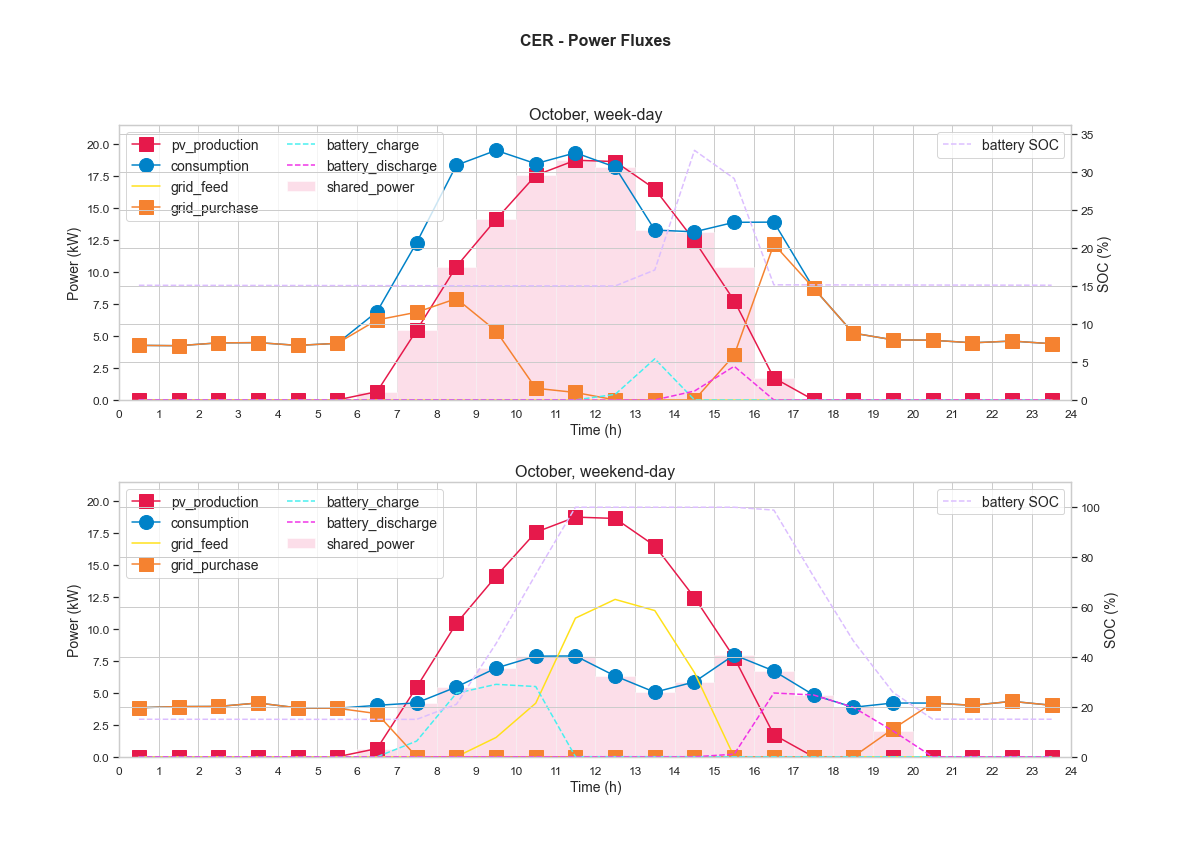 CER - Power Fluxes
October, week-day
pv_production
consumption
grid_feed
grid_purchase
battery_charge
battery_discharge
shared_power
battery SOC
20.0
17.5
15.0
12.5
10.0
7.5
5.0
2.5
0.0
Power (kW)
35
30
25
20
15
10
5
0
SOC (%)
0 1 2 3 4 5 6 7 8 9 10 11 12 13 14 15 16 17 18 19 20 21 22 23 24
Time (h)
October, weekend-day
pv_production
consumption
grid_feed
grid_purchase
battery_charge
battery_discharge
shared_power
battery SOC
20.0
17.5
15.0
12.5
10.0
7.5
5.0
2.5
0.0
Power (kW)
100
80
60
40
20
0
SOC (%)
0 1 2 3 4 5 6 7 8 9 10 11 12 13 14 15 16 17 18 19 20 21 22 23 24
Time (h)